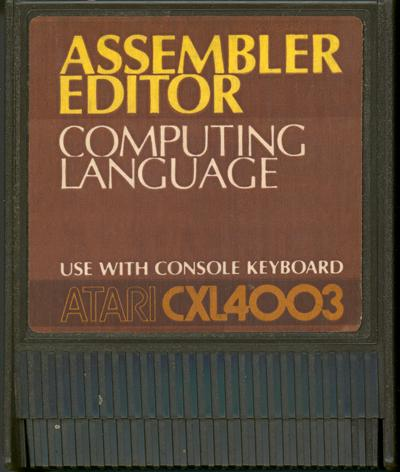 ASSEMBLER
EDITOR
COMPUTING
LANGUAGE
USE WITH CONSOLE KEYBOARD
ATARI CXL4003